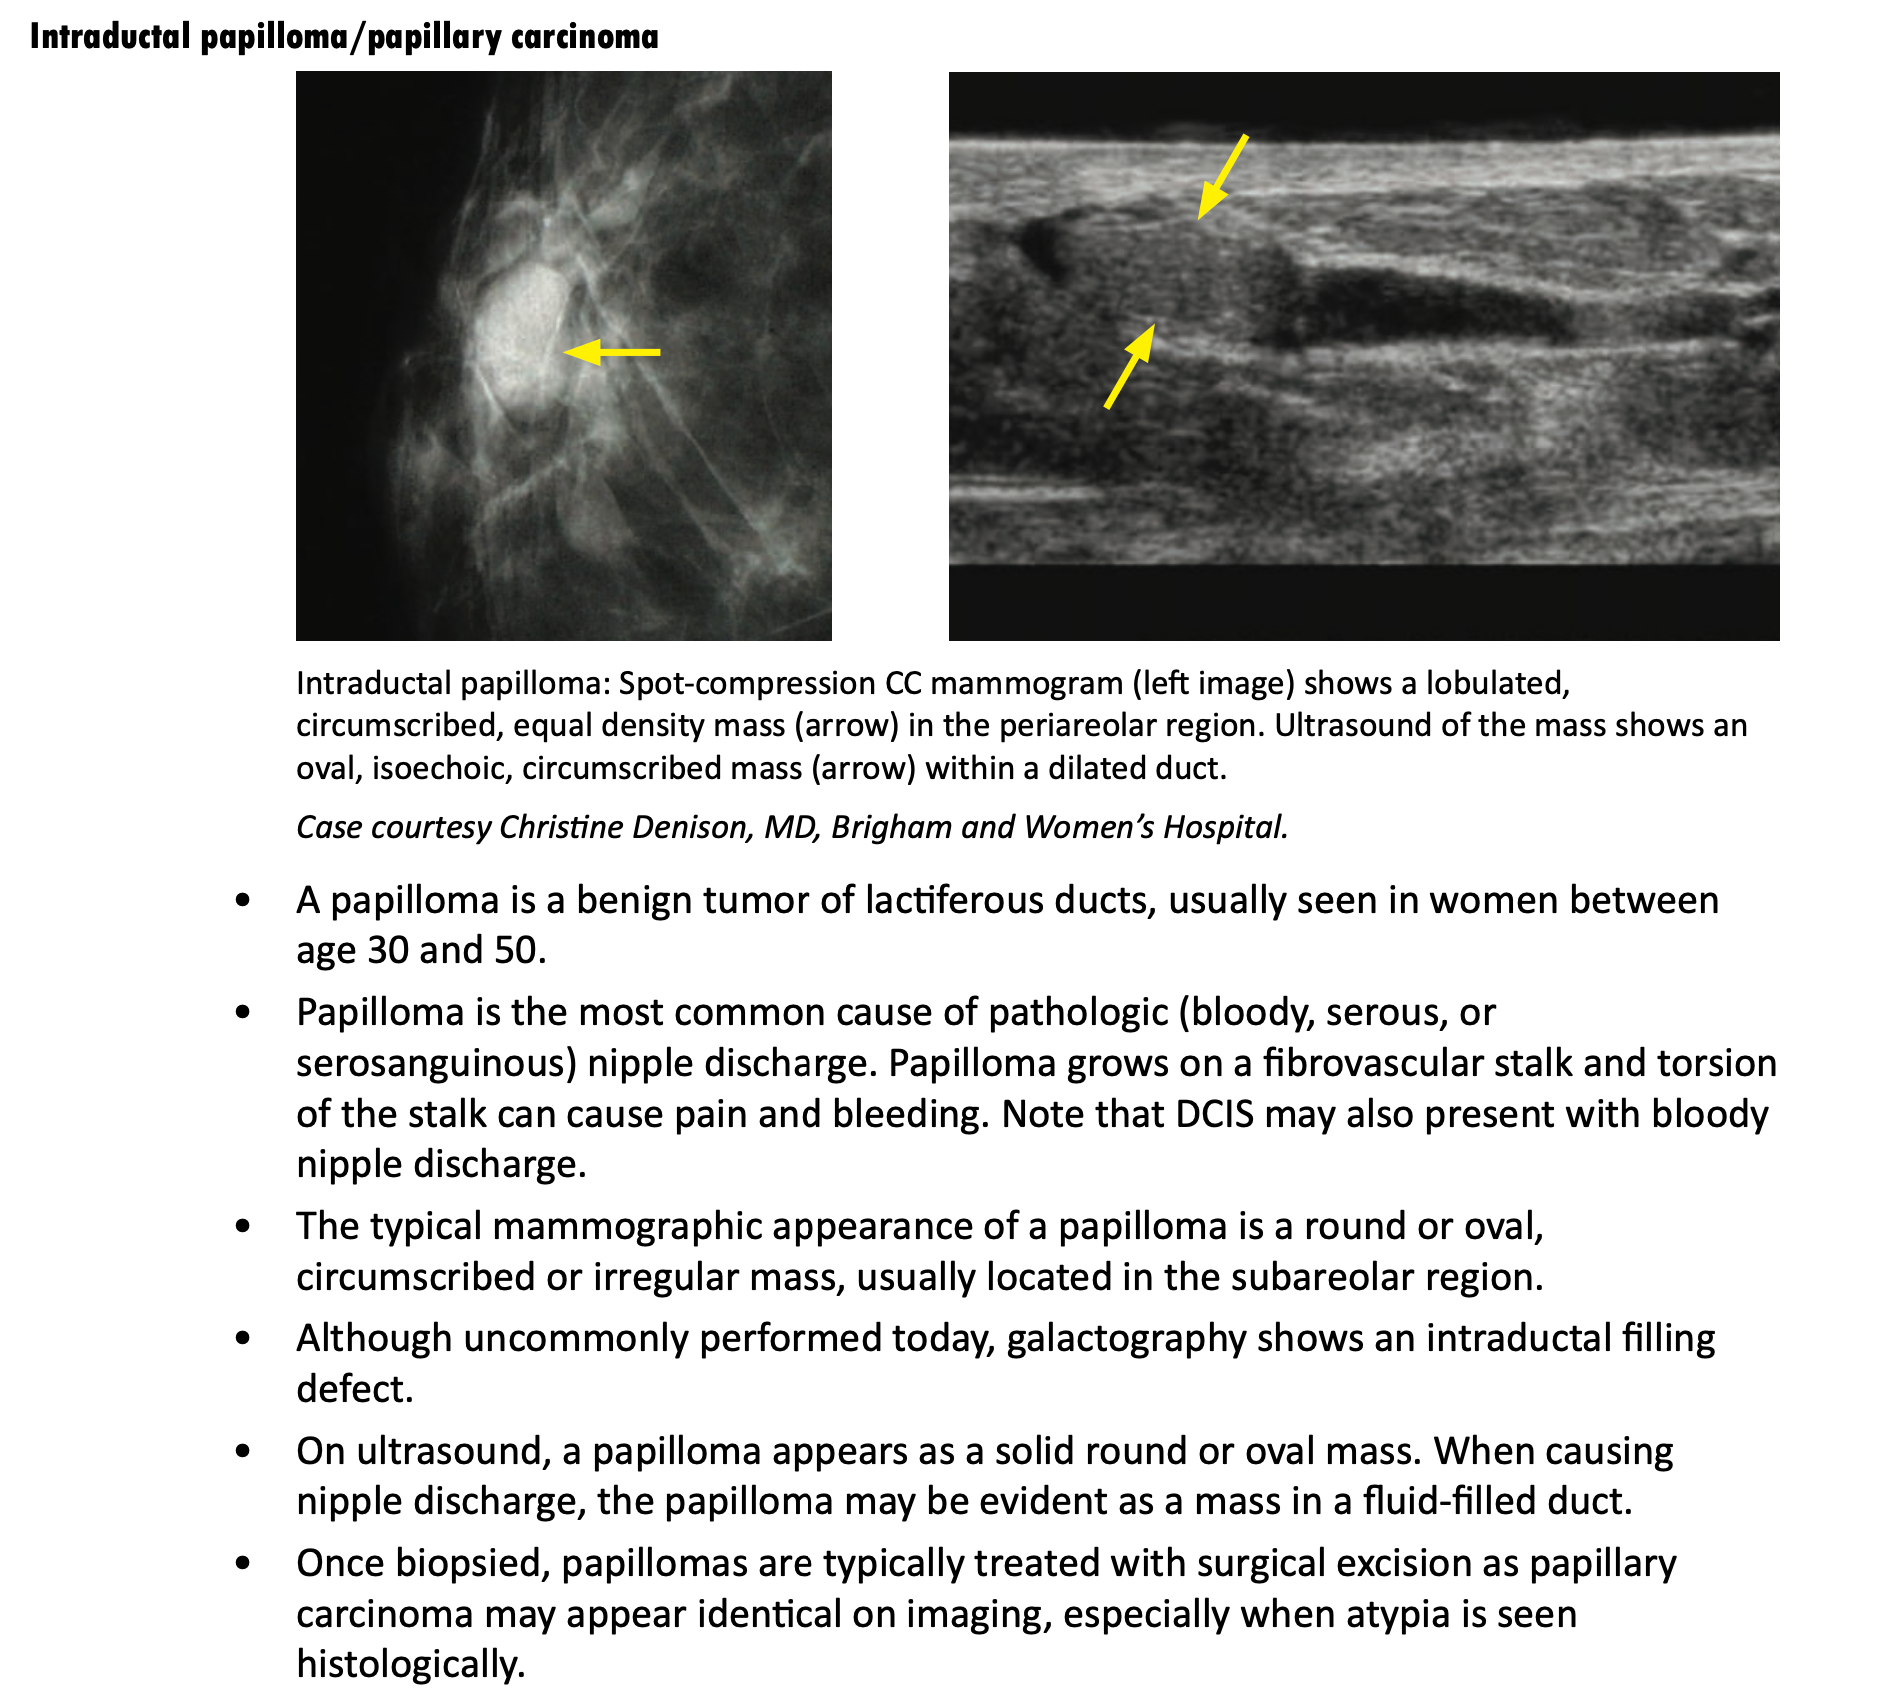 Intraductal papilloma/papillary carcinoma
Intraductal papilloma: Spot-compression CC mammogram (left image) shows a lobulated,
circumscribed, equal density mass (arrow) in the periareolar region. Ultrasound of the mass shows an
oval, isoechoic, circumscribed mass (arrow) within a dilated duct.
Case courtesy Christine Denison, MD, Brigham and Women’s Hospital.
• A papilloma is a benign tumor of lactiferous ducts, usually seen in women between
age 30 and 50.
• Papilloma is the most common cause of pathologic (bloody, serous, or
serosanguinous) nipple discharge. Papilloma grows on a fibrovascular stalk and torsion
of the stalk can cause pain and bleeding. Note that DCIS may also present with bloody
nipple discharge.
• The typical mammographic appearance of a papilloma is a round or oval,
circumscribed or irregular mass, usually located in the subareolar region.
• Although uncommonly performed today, galactography shows an intraductal filling
defect.
• On ultrasound, a papilloma appears as a solid round or oval mass. When causing
nipple discharge, the papilloma may be evident as a mass in a fluid-filled duct.
• Once biopsied, papillomas are typically treated with surgical excision as papillary
carcinoma may appear identical on imaging, especially when atypia is seen
histologically.